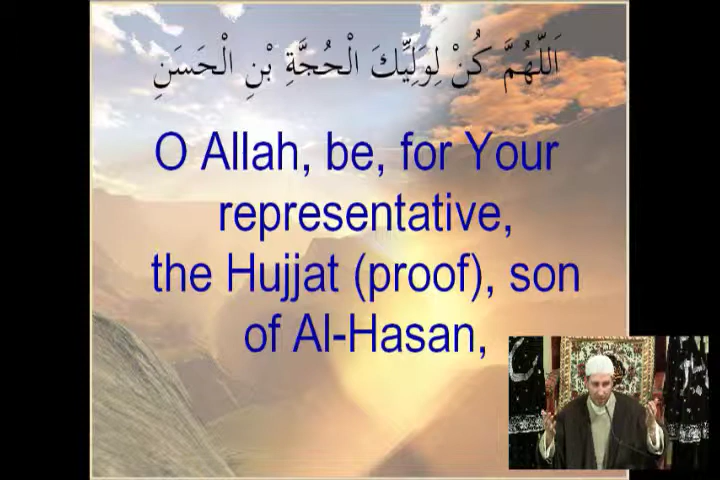 اَللّٰهُمَّ كُنْ لِوَلِيِّكَ الْحُجَّةِ بْنِ الْحَسَنِ
O Allah, be, for Your
representative,
the Hujjat (proof), son
of Al-Hasan,